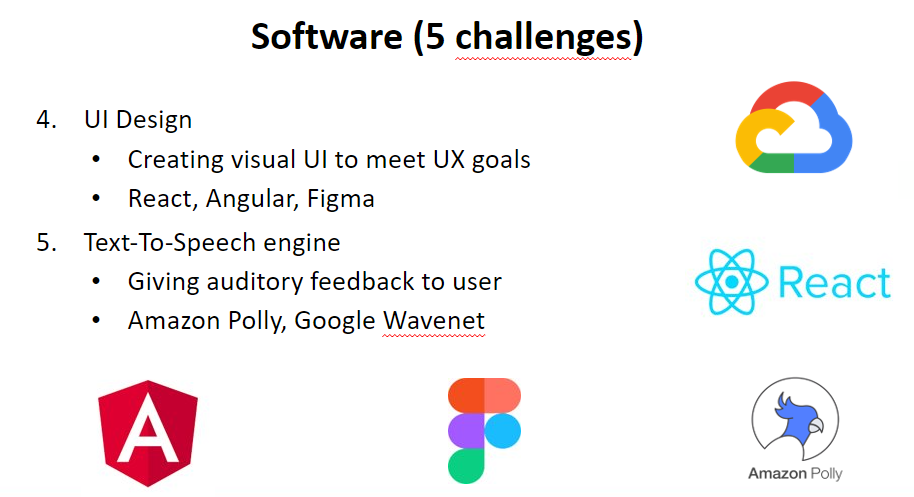 Software (5 challenges)
4. UI Design
• Creating visual UI to meet UX goals
• React, Angular, Figma
5. Text-To-Speech engine
• Giving auditory feedback to user
• Amazon Polly, Google Wavenet
React
A
Amazon Polly